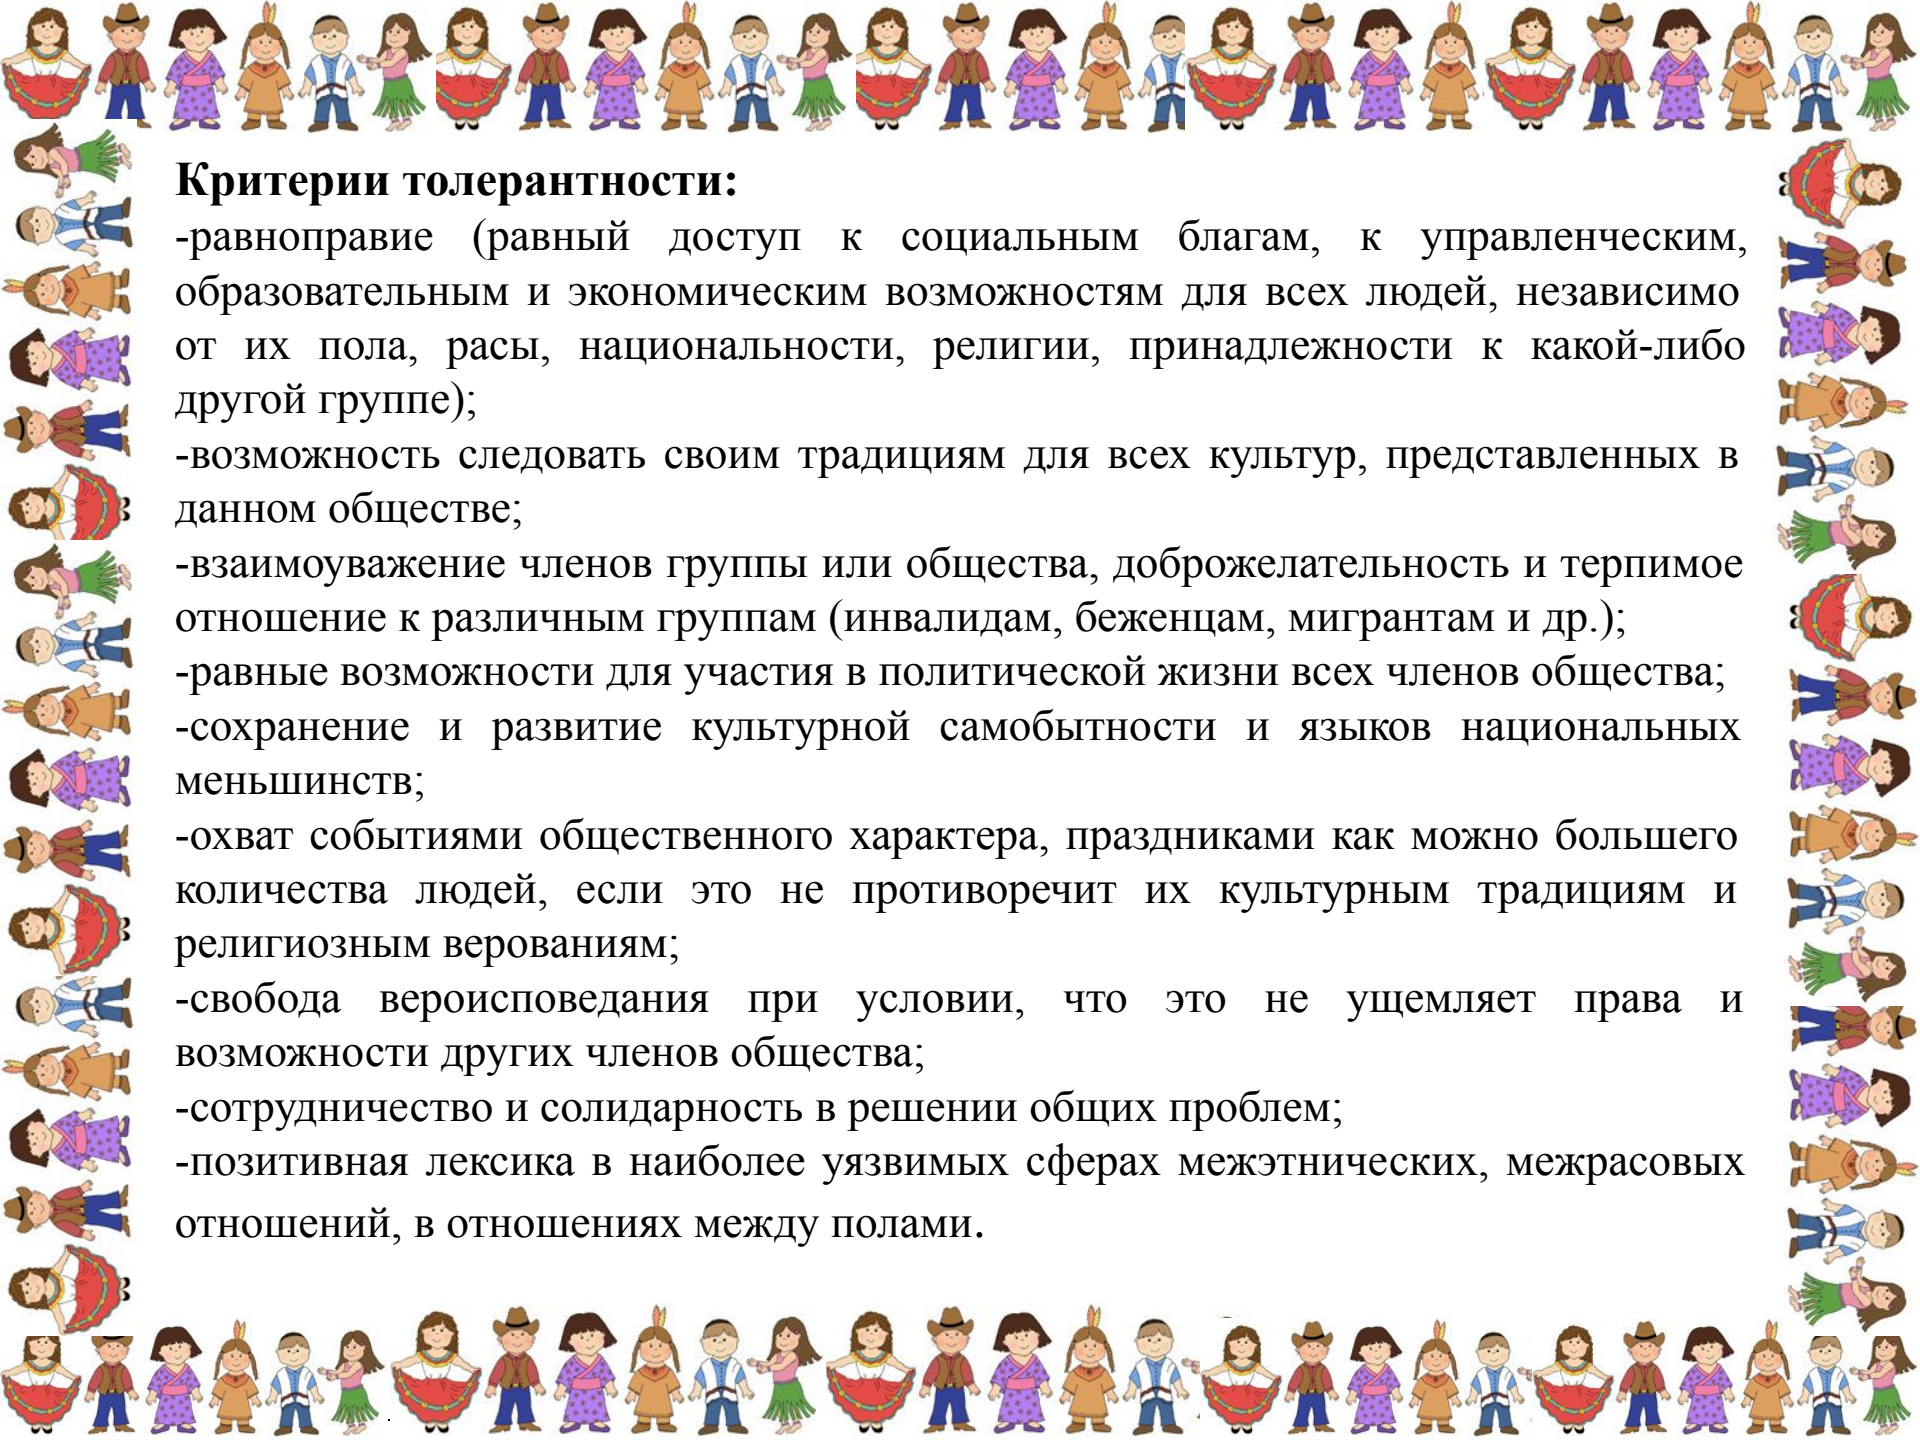 Критерии толерантности:
-равноправие (равный доступ к социальным благам, к управленческим,
образовательным и экономическим возможностям для всех людей, независимо
от их пола, расы, национальности, религии, принадлежности к какой-либо
другой группе);
-возможность следовать своим традициям для всех культур, представленных в
данном обществе;
-взаимоуважение членов группы или общества, доброжелательность и терпимое
отношение к различным группам (инвалидам, беженцам, мигрантам и др.);
-равные возможности для участия в политической жизни всех членов общества;
-сохранение и развитие культурной самобытности и языков национальных
меньшинств;
-охват событиями общественного характера, праздниками как можно большего
количества людей, если это не противоречит их культурным традициям и
религиозным верованиям;
-свобода вероисповедания при условии, что это не ущемляет права и
возможности других членов общества;
-сотрудничество и солидарность в решении общих проблем;
-позитивная лексика в наиболее уязвимых сферах межэтнических, межрасовых
отношений, в отношениях между полами.